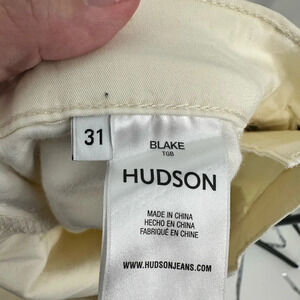 31
BLAKE
TGB
HUDSON
MADE IN CHINA
HECHO EN CHINA
FABRIQUÉ EN CHINE
WWW.HUDSONJEANS.COM